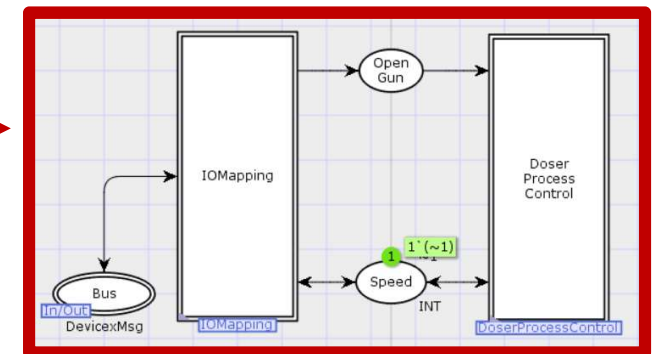 Open
Gun
IOMapping
Doser
Process
Control
1
1`(~1)
Speed
INT
Bus
In/Out
DevicexMsg
IOMapping
DoserProcessControl